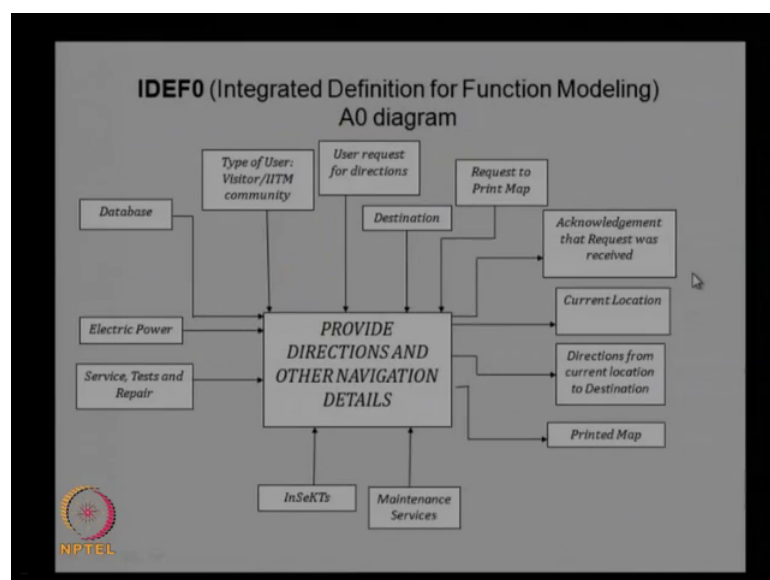 IDEF0 (Integrated Definition for Function Modeling)
A0 diagram
Type of User:
Visitor/IITM
community
User request
for directions
Request to
Print Map
Database
Destination
Acknowledgement
that Request was
received
Electric Power
PROVIDE
DIRECTIONS AND
OTHER NAVIGATION
DETAILS
Current Location
Service, Tests and
Repair
Directions from
current location
to Destination
Printed Map
InSeKTs
Maintenance
Services
NPTEL